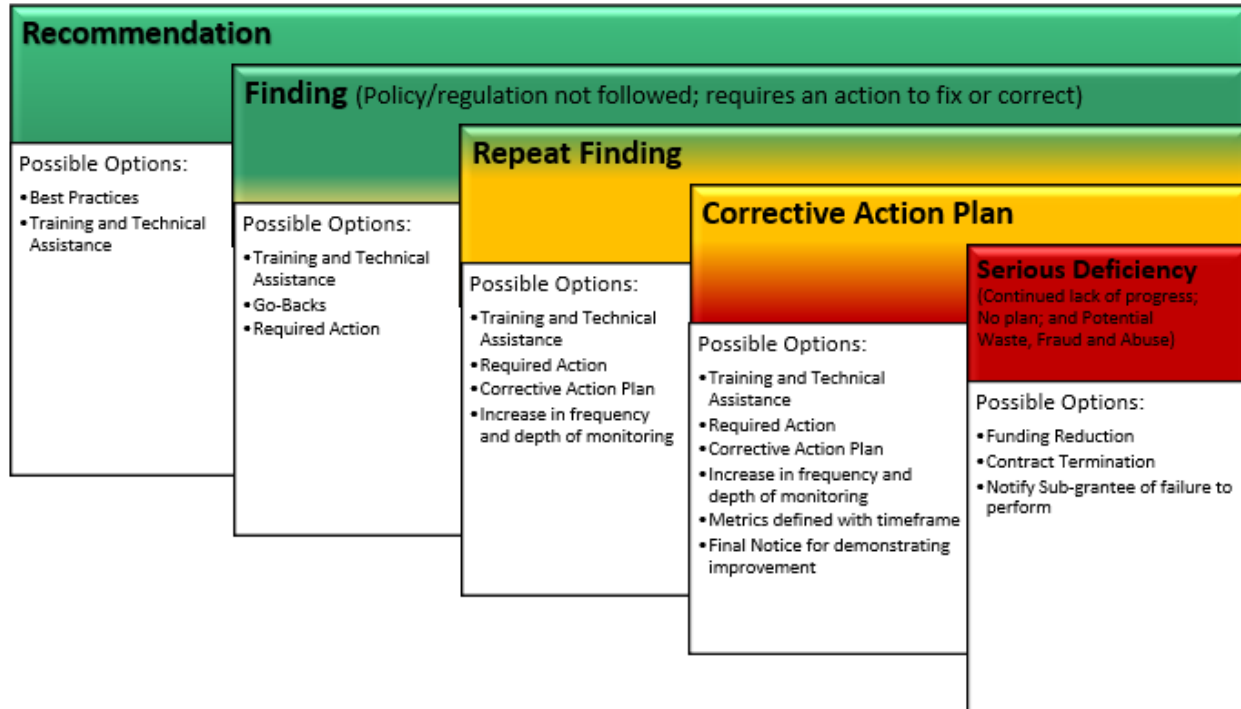 Recommendation
Possible Options:
•Best Practices
•Training and Technical
Assistance
Finding (Policy/regulation not followed; requires an action to fix or correct)
Possible Options:
•Training and Technical
Assistance
•Go-Backs
•Required Action
Repeat Finding
Possible Options:
•Training and Technical
Assistance
•Required Action
•Corrective Action Plan
•Increase in frequency
and depth of monitoring
Corrective Action Plan
Possible Options:
•Training and Technical
Assistance
•Required Action
•Corrective Action Plan
•Increase in frequency and
depth of monitoring
•Metrics defined with timeframe
•Final Notice for demonstrating
improvement
Serious Deficiency
(Continued lack of progress;
No plan; and Potential
Waste, Fraud and Abuse)
Possible Options:
•Funding Reduction
•Contract Termination
•Notify Sub-grantee of failure to
perform